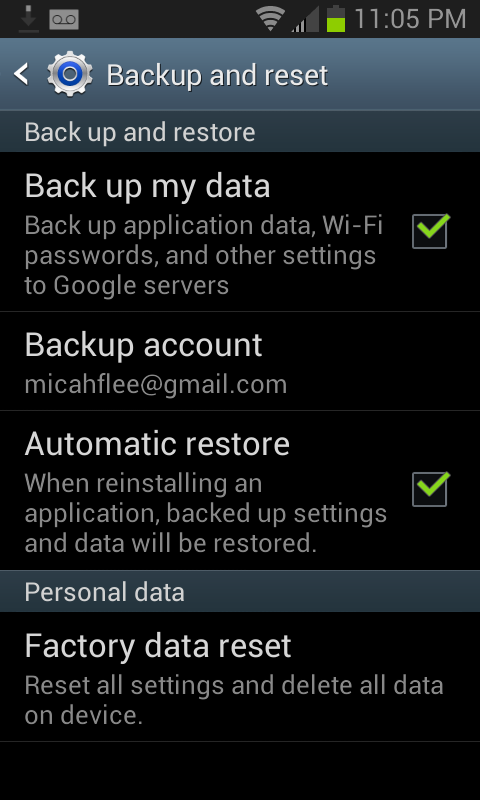 11:05 PM
Backup and reset
Back up and restore
Back up my data
Back up application data, Wi-Fi
passwords, and other settings
to Google servers
Backup account
micahflee@gmail.com
Automatic restore
When reinstalling an
application, backed up settings
and data will be restored.
Personal data
Factory data reset
Reset all settings and delete all data
on device.